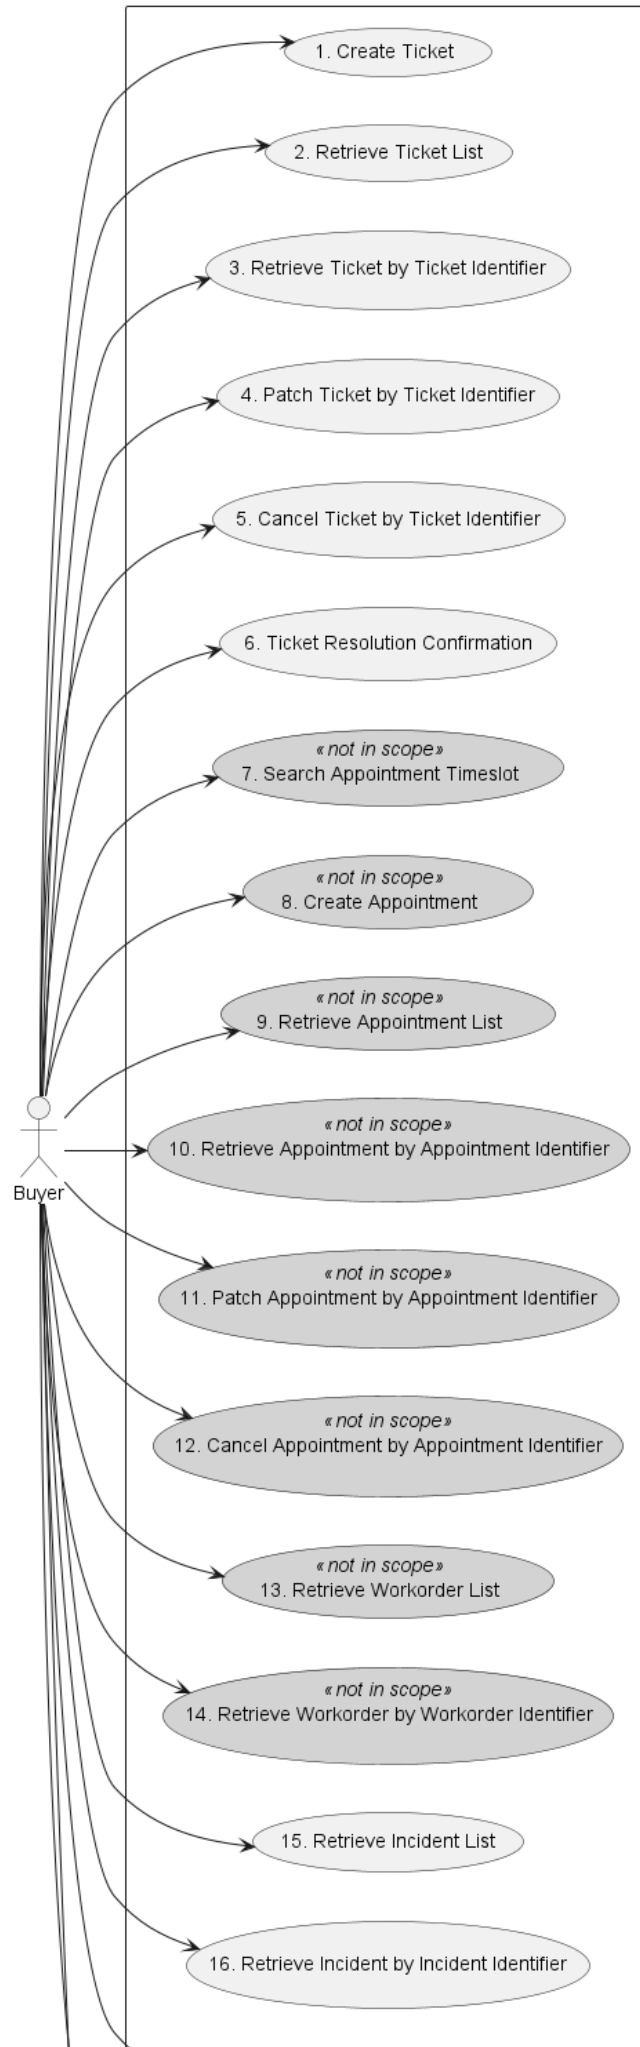 1. Create Ticket
2. Retrieve Ticket List
3. Retrieve Ticket by Ticket Identifier
4. Patch Ticket by Ticket Identifier
5. Cancel Ticket by Ticket Identifier
6. Ticket Resolution Confirmation
«not in scope»
7. Search Appointment Timeslot
«not in scope»
8. Create Appointment
«not in scope»
9. Retrieve Appointment List
«not in scope»
10. Retrieve Appointment by Appointment Identifier
Buyer
«not in scope»
11. Patch Appointment by Appointment Identifier
«not in scope»
12. Cancel Appointment by Appointment Identifier
«not in scope»
13. Retrieve Workorder List
«not in scope»
14. Retrieve Workorder by Workorder Identifier
15. Retrieve Incident List
16. Retrieve Incident by Incident Identifier